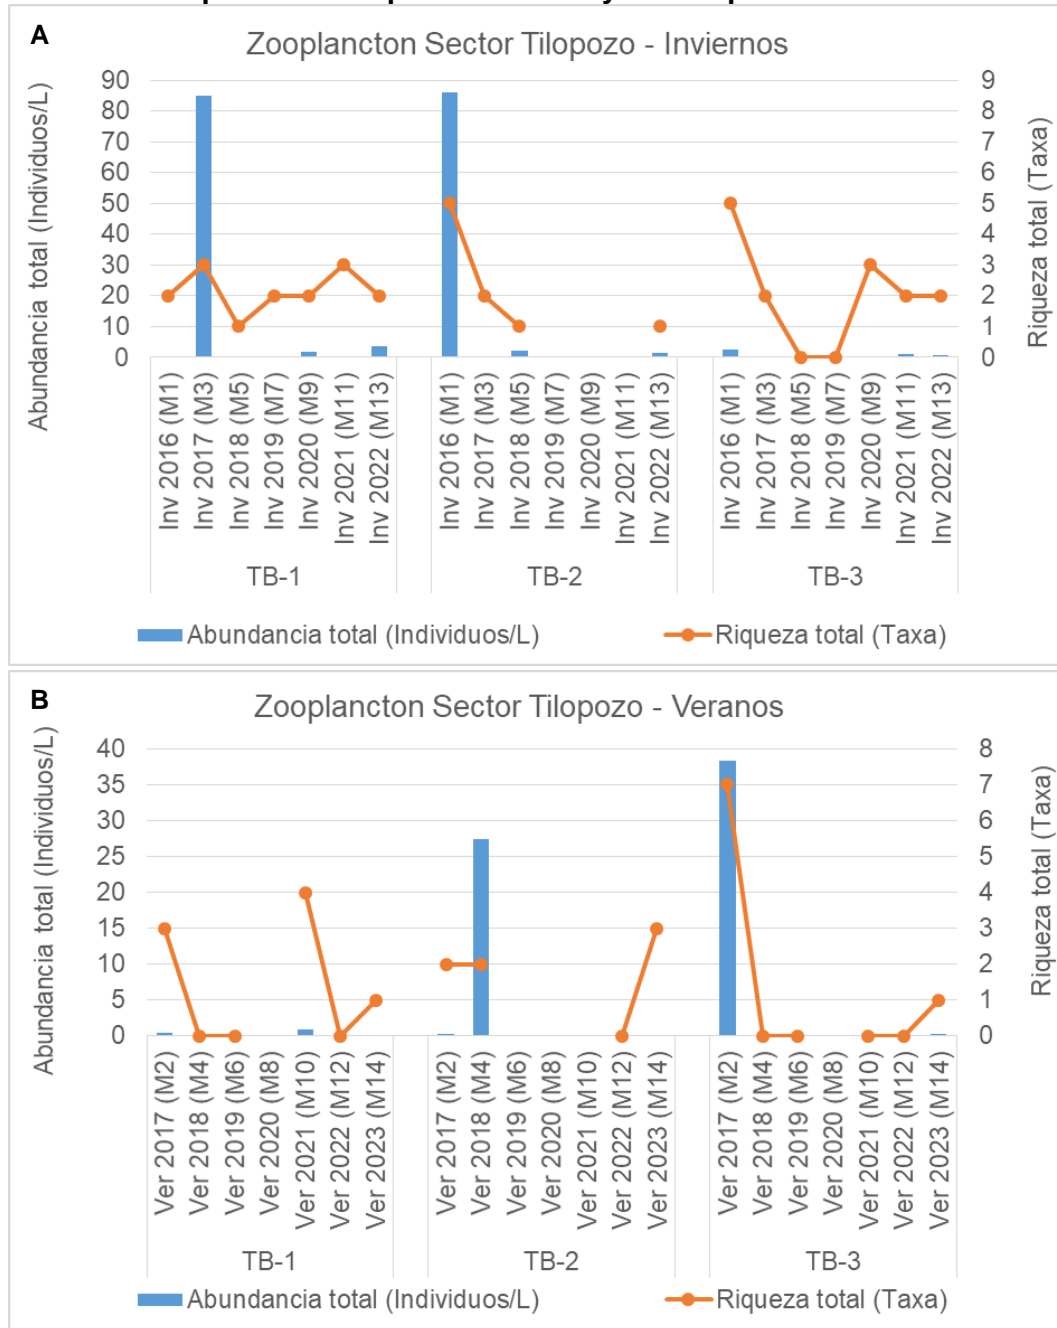 A
Zooplancton Sector Tilopozo - Inviernos
Abundancia total (Individuos/L)
90
80
70
60
50
40
30
20
10
0
9
8
7
6
5
4
3
2
1
0
Riqueza total (Taxa)
Inv 2016 (M1)
Inv 2017 (M3)
Inv 2018 (M5)
Inv 2019 (M7)
Inv 2020 (M9)
Inv 2021 (M11)
Inv 2022 (M13)
Inv 2016 (M1)
Inv 2017 (M3)
Inv 2018 (M5)
Inv 2019 (M7)
Inv 2020 (M9)
Inv 2021 (M11)
Inv 2022 (M13)
Inv 2016 (M1)
Inv 2017 (M3)
Inv 2018 (M5)
Inv 2019 (M7)
Inv 2020 (M9)
Inv 2021 (M11)
Inv 2022 (M13)
TB-1
TB-2
TB-3
Abundancia total (Individuos/L)
Riqueza total (Taxa)
B
Zooplancton Sector Tilopozo - Veranos
Abundancia total (Individuos/L)
40
35
30
25
20
15
10
5
0
8
7
6
5
4
3
2
1
0
Riqueza total (Taxa)
Ver 2017 (M2)
Ver 2018 (M4)
Ver 2019 (M6)
Ver 2020 (M8)
Ver 2021 (M10)
Ver 2022 (M12)
Ver 2023 (M14)
Ver 2017 (M2)
Ver 2018 (M4)
Ver 2019 (M6)
Ver 2020 (M8)
Ver 2021 (M10)
Ver 2022 (M12)
Ver 2023 (M14)
Ver 2017 (M2)
Ver 2018 (M4)
Ver 2019 (M6)
Ver 2020 (M8)
Ver 2021 (M10)
Ver 2022 (M12)
Ver 2023 (M14)
TB-1
TB-2
TB-3
Abundancia total (Individuos/L)
Riqueza total (Taxa)